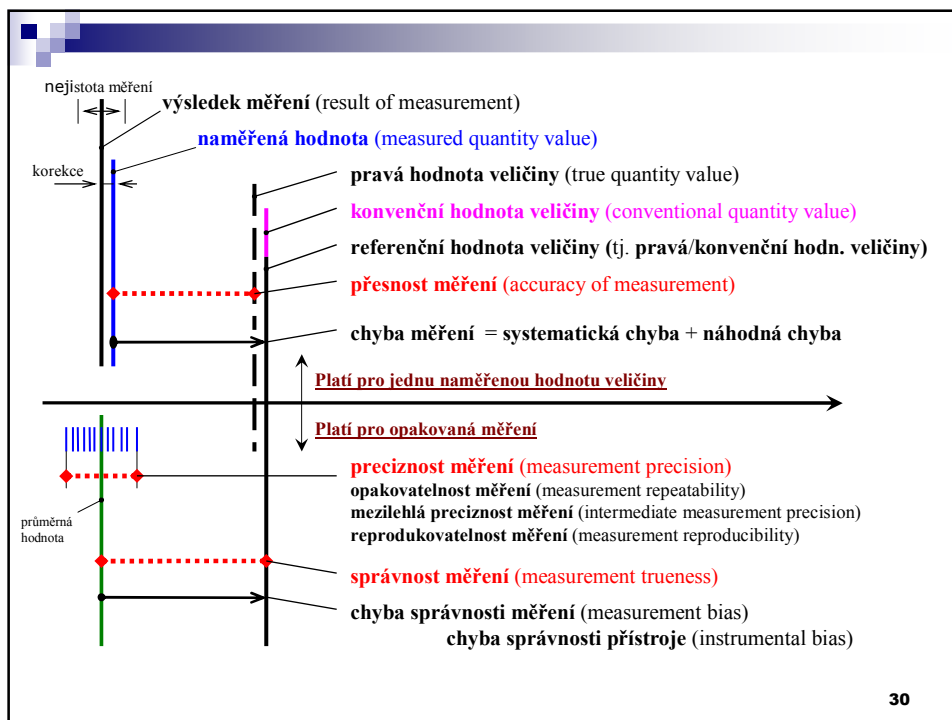 nejistota měření
výsledek měření (result of measurement)
naměřená hodnota (measured quantity value)
korekce
pravá hodnota veličiny (true quantity value)
konvenční hodnota veličiny (conventional quantity value)
referenční hodnota veličiny (tj. pravá/konvenční hodn. veličiny)
přesnost měření (accuracy of measurement)
chyba měření = systematická chyba + náhodná chyba
Platí pro jednu naměřenou hodnotu veličiny
Platí pro opakovaná měření
preciznost měření (measurement precision)
opakovatelnost měření (measurement repeatability)
mezilehlá preciznost měření (intermediate measurement precision)
reprodukovatelnost měření (measurement reproducibility)
průměrná
hodnota
správnost měření (measurement trueness)
chyba správnosti měření (measurement bias)
chyba správnosti přístroje (instrumental bias)
30